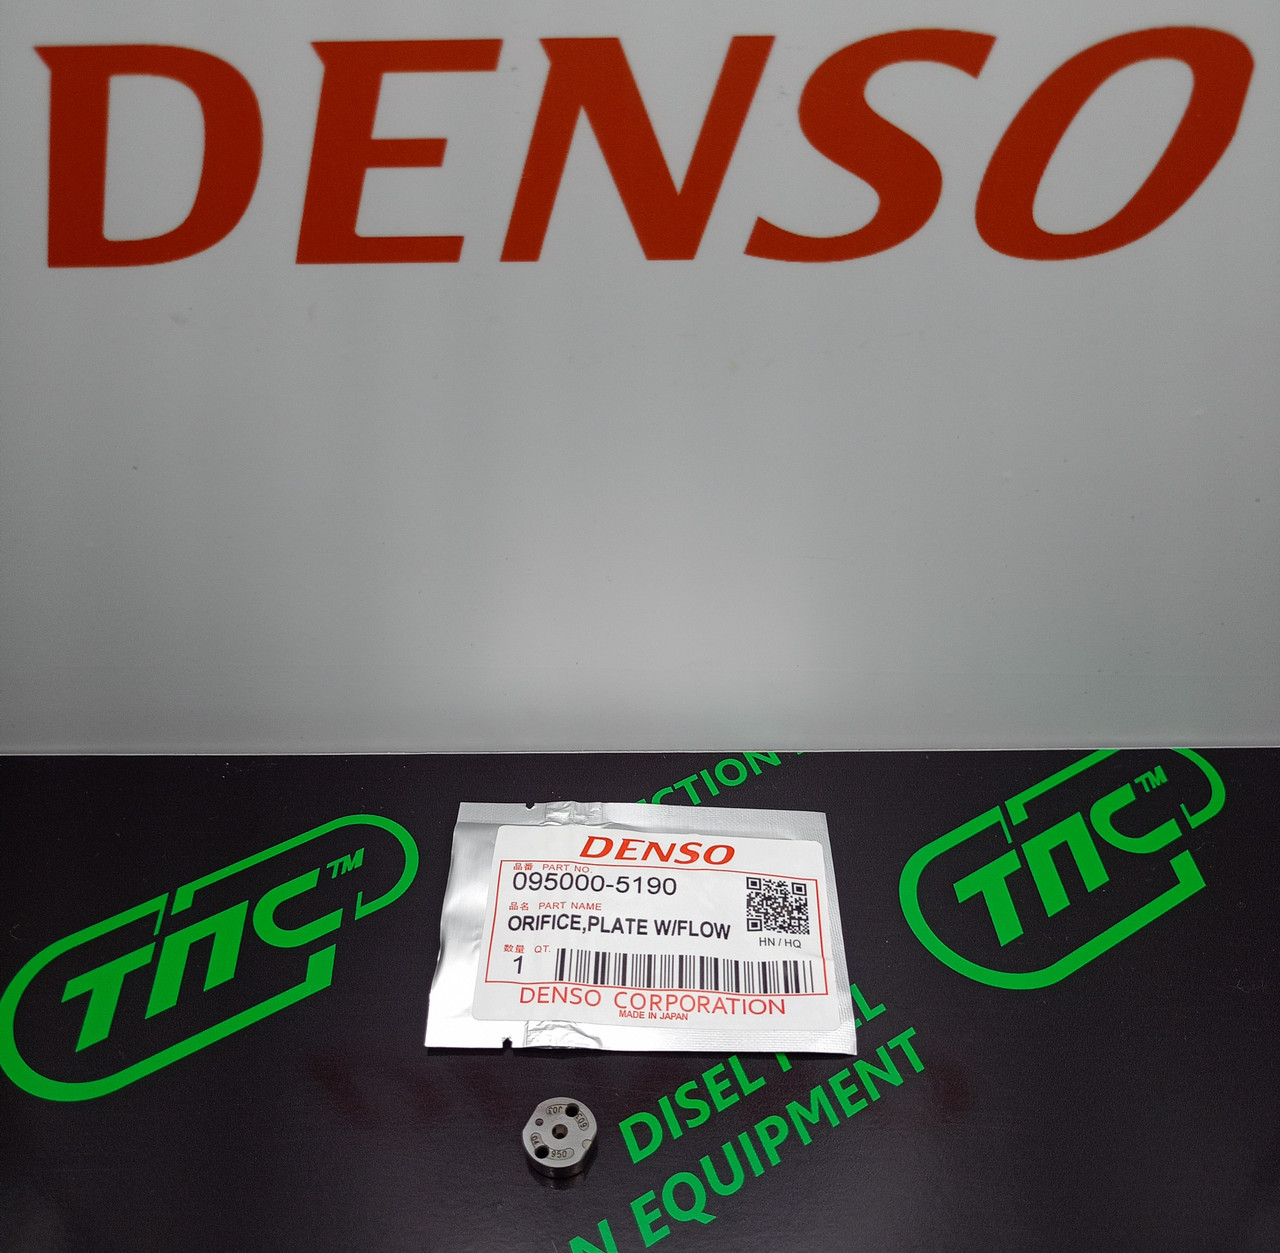 DENSO
TNC™
TNC™
DENSO
品番 PART NO.
095000-5190
品名 PART NAME
ORIFICE,PLATE W/FLOW
HN / HQ
数量 QT.
1
DENSO CORPORATION
MADE IN JAPAN
DISEL
EQUIPMENT
04
950